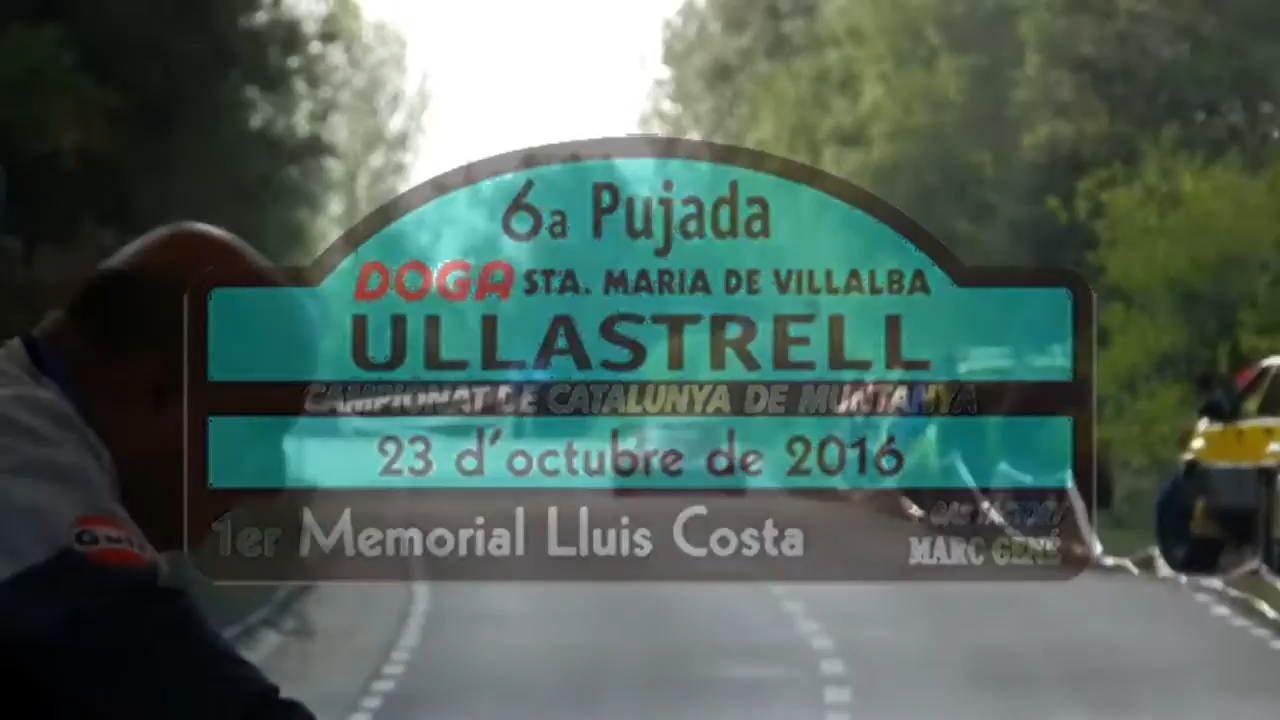 6a Pujada
DOGA STA. MARIA DE VILLALBA
ULLASTRELL
CAMPIONAT DE CATALUNYA DE MUNTANYA
23 d'octubre de 2016
1er Memorial Lluis Costa
MARC GENÉ